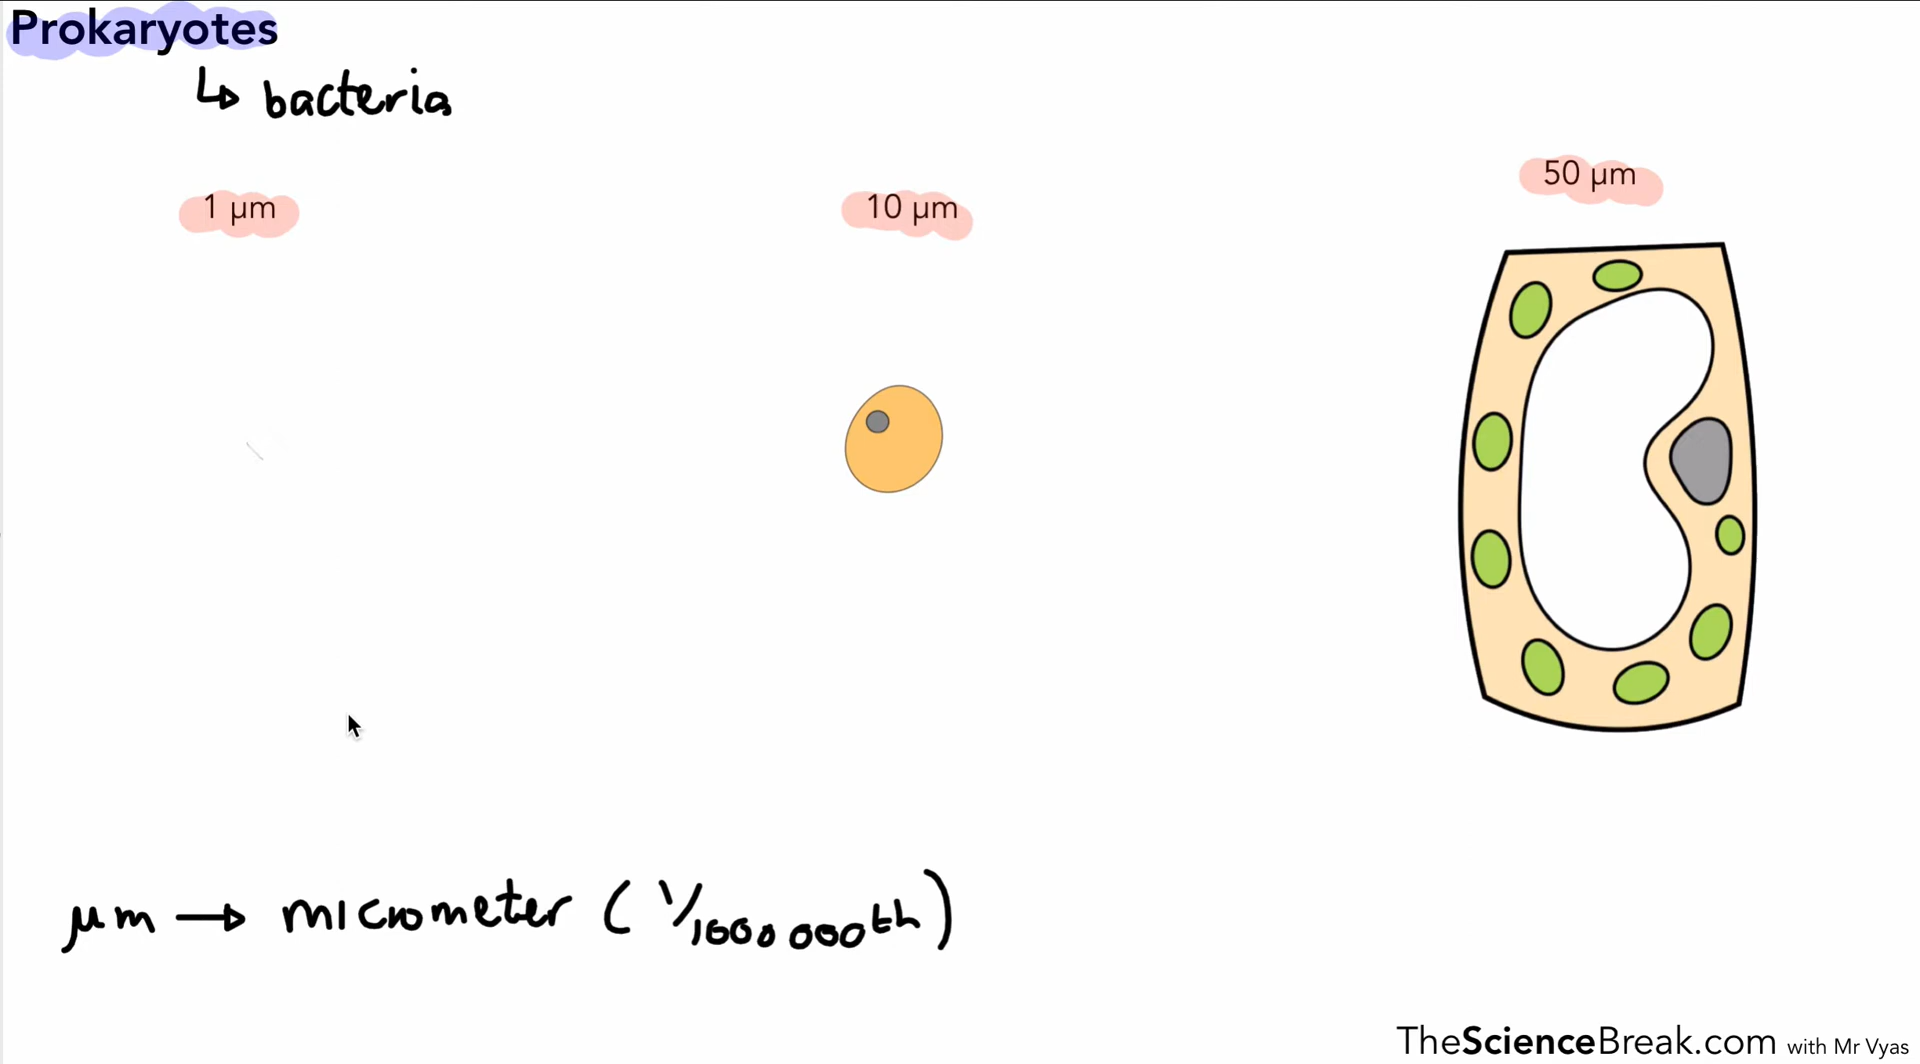 Prokaryotes
↳ bacteria
1 µm
10 µm
50 µm
µm → micrometer ( 1/1000 000th )
TheScienceBreak.com with Mr Vyas